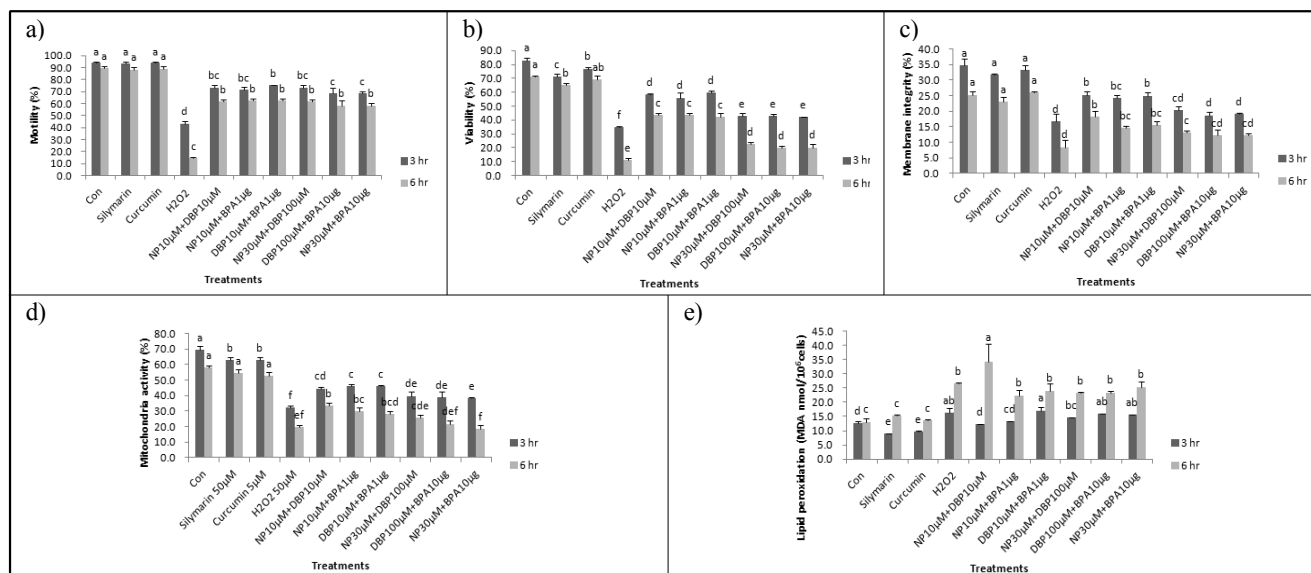 a)
Motility (%)
100.0
90.0
80.0
70.0
60.0
50.0
40.0
30.0
20.0
10.0
0.0
a a a a a a d c bc b bc b b b bc b c b c b
3 hr
6 hr
Con
Silymarin
Curcumin
H2O2
NP10µM+DBP10µM
NP10µM+BPA1µg
DBP10µM+BPA1µg
NP30µM+DBP100µM
DBP100µM+BPA10µg
NP30µM+BPA10µg
Treatments
b)
Viability (%)
90.0
80.0
70.0
60.0
50.0
40.0
30.0
20.0
10.0
0.0
a a c b b ab f e d c d c d c e d e d e d
3 hr
6 hr
Con
Silymarin
Curcumin
H2O2
NP10µM+DBP10µM
NP10µM+BPA1µg
DBP10µM+BPA1µg
NP30µM+DBP100µM
DBP100µM+BPA10µg
NP30µM+BPA10µg
Treatments
c)
Membrane integrity (%)
40.0
35.0
30.0
25.0
20.0
15.0
10.0
5.0
0.0
a a a a a a d d b b bc bc b bc cd c d cd d cd
3 hr
6 hr
Con
Silymarin
Curcumin
H2O2
NP10µM+DBP10µM
NP10µM+BPA1µg
DBP10µM+BPA1µg
NP30µM+DBP100µM
DBP100µM+BPA10µg
NP30µM+BPA10µg
Treatments
d)
Mitochondria activity (%)
80.0
70.0
60.0
50.0
40.0
30.0
20.0
10.0
0.0
a a b a b a f ef cd b c bc c bcd de cde de def e f
3 hr
6 hr
Con
Silymarin 50µM
Curcumin 5µM
H2O2 50µM
NP10µM+DBP10µM
NP10µM+BPA1µg
DBP10µM+BPA1µg
NP30µM+DBP100µM
DBP100µM+BPA10µg
NP30µM+BPA10µg
Treatments
e)
Lipid peroxidation (MDA nmol/10⁶cells)
45.0
40.0
35.0
30.0
25.0
20.0
15.0
10.0
5.0
0.0
d c e c e c ab b d a cd b a b bc b ab b ab b
3 hr
6 hr
Con
Silymarin
Curcumin
H2O2
NP10µM+DBP10µM
NP10µM+BPA1µg
DBP10µM+BPA1µg
NP30µM+DBP100µM
DBP100µM+BPA10µg
NP30µM+BPA10µg
Treatments